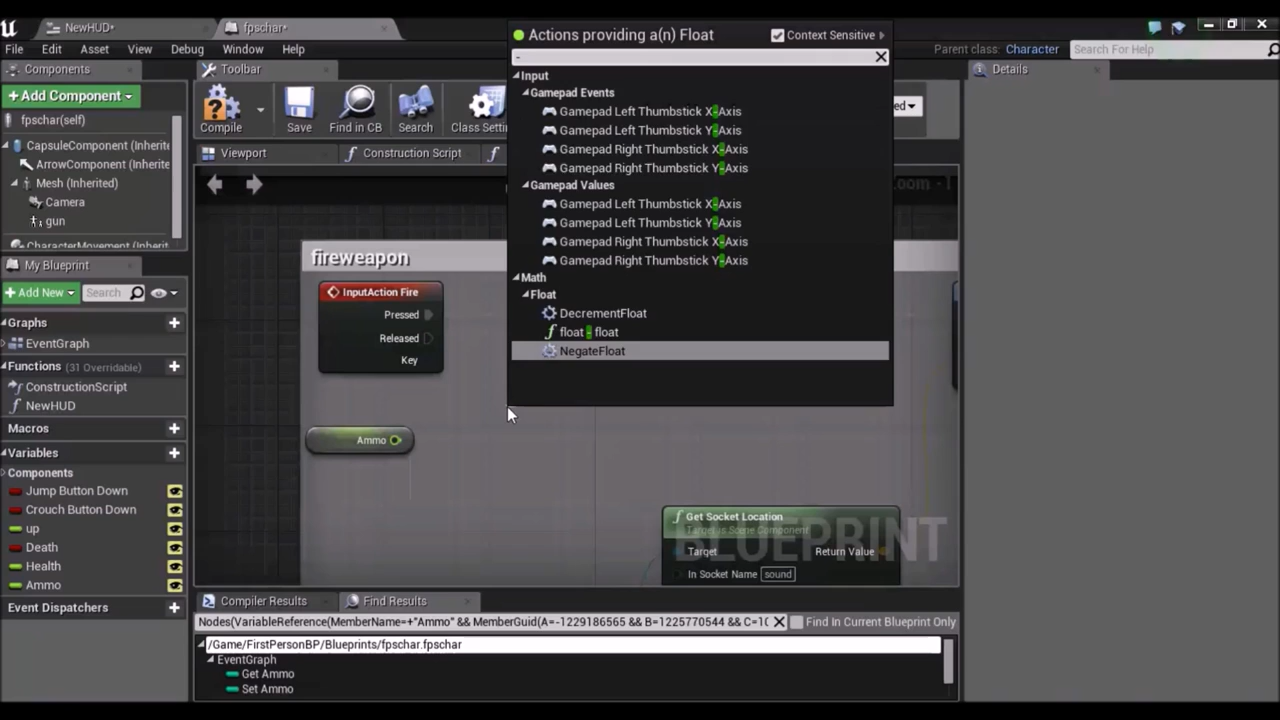 NewHUD*
fpschar*
File Edit Asset View Debug Window Help
Parent class: Character
Search For Help
Components
Toolbar
Details
+ Add Component
fpschar(self)
CapsuleComponent (Inherite
ArrowComponent (Inherite
Mesh (Inherited)
Camera
gun
CharacterMovement (Inherit
Compile
Save
Find in CB
Search
Class Setti
Viewport
Construction Script
My Blueprint
+ Add New
Search
Graphs
EventGraph
Functions (31 Overridable)
ConstructionScript
NewHUD
Macros
Variables
Components
Jump Button Down
Crouch Button Down
up
Death
Health
Ammo
Event Dispatchers
Actions providing a(n) Float
Context Sensitive
-
Input
Gamepad Events
Gamepad Left Thumbstick X-Axis
Gamepad Left Thumbstick Y-Axis
Gamepad Right Thumbstick X-Axis
Gamepad Right Thumbstick Y-Axis
Gamepad Values
Gamepad Left Thumbstick X-Axis
Gamepad Left Thumbstick Y-Axis
Gamepad Right Thumbstick X-Axis
Gamepad Right Thumbstick Y-Axis
Math
Float
DecrementFloat
float - float
NegateFloat
fireweapon
InputAction Fire
Pressed
Released
Key
Ammo
Get Socket Location
Target is Scene Component
Target
Return Value
In Socket Name sound
BLUEPRINT
Compiler Results
Find Results
Nodes(VariableReference(MemberName=+"Ammo" && MemberGuid(A=-1229186565 && B=1225770544 && C=1(
Find In Current Blueprint Only
/Game/FirstPersonBP/Blueprints/fpschar.fpschar
EventGraph
Get Ammo
Set Ammo